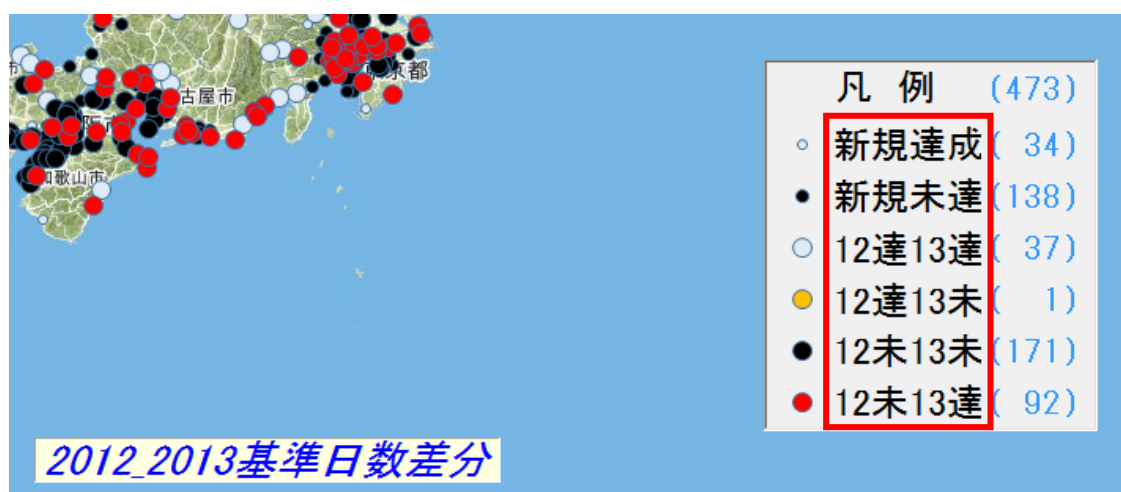 京都
古屋市
阪市
和歌山市
凡 例 (473)
新規達成( 34)
新規未達(138)
12達13達( 37)
12達13未( 1)
12未13未(171)
12未13達( 92)
2012_2013基準日数差分